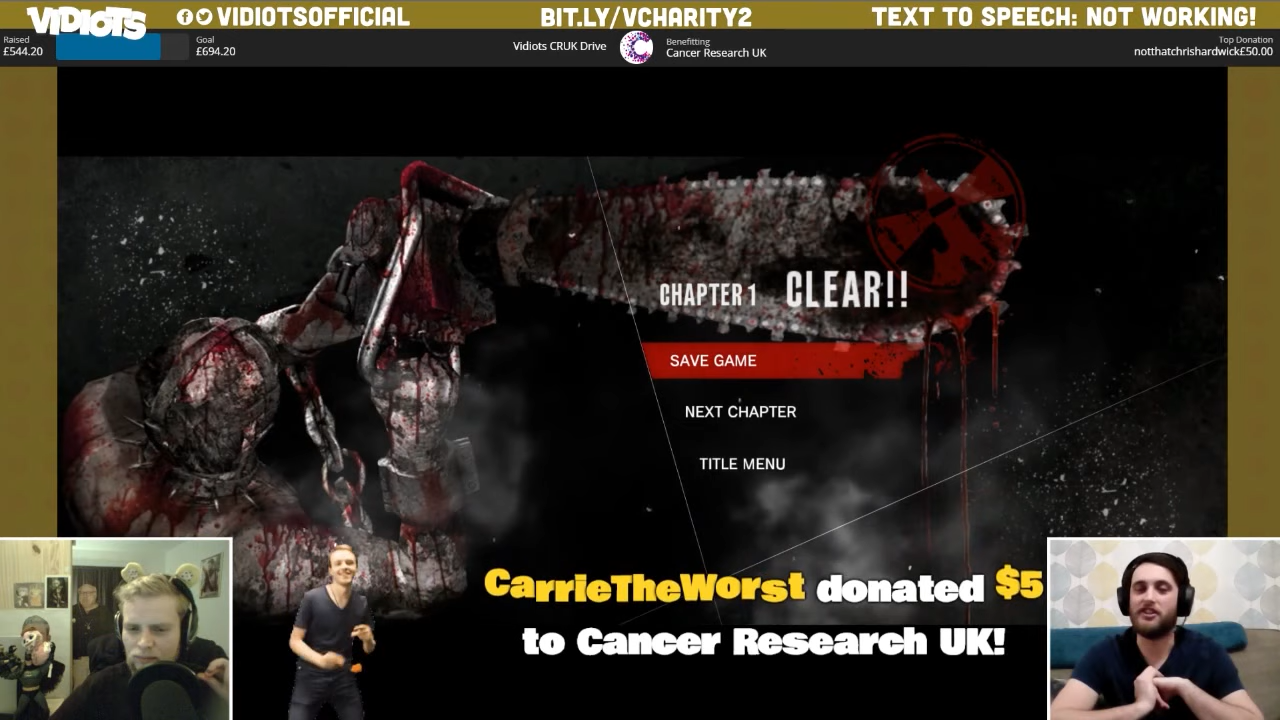 VIDIOTS
VIDIOTSOFFICIAL
BIT.LY/VCHARITY2
TEXT TO SPEECH: NOT WORKING!
Raised
£544.20
Goal
£694.20
Vidiots CRUK Drive
Benefitting
Cancer Research UK
Top Donation
notthatchrishardwick£50.00
CHAPTER 1 CLEAR!!
SAVE GAME
NEXT CHAPTER
TITLE MENU
CarrieTheWorst donated $5
to Cancer Research UK!